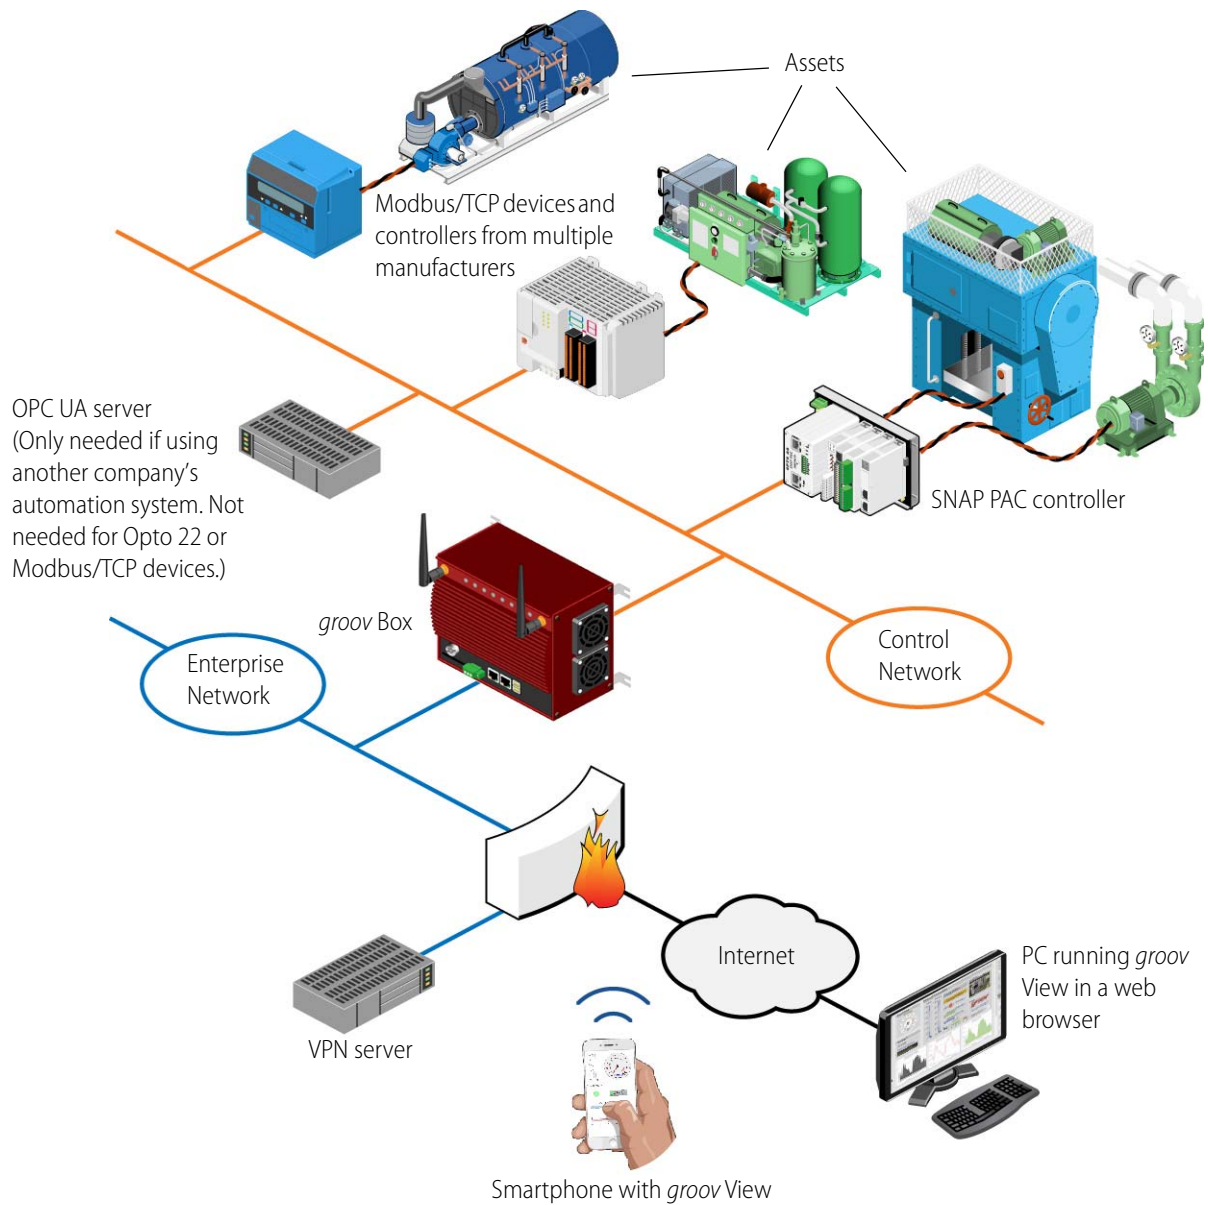 Assets
Modbus/TCP devices and
controllers from multiple
manufacturers
OPC UA server
(Only needed if using
another company’s
automation system. Not
needed for Opto 22 or
Modbus/TCP devices.)
SNAP PAC controller
groov Box
Enterprise
Network
Control
Network
Internet
PC running groov
View in a web
browser
VPN server
Smartphone with groov View